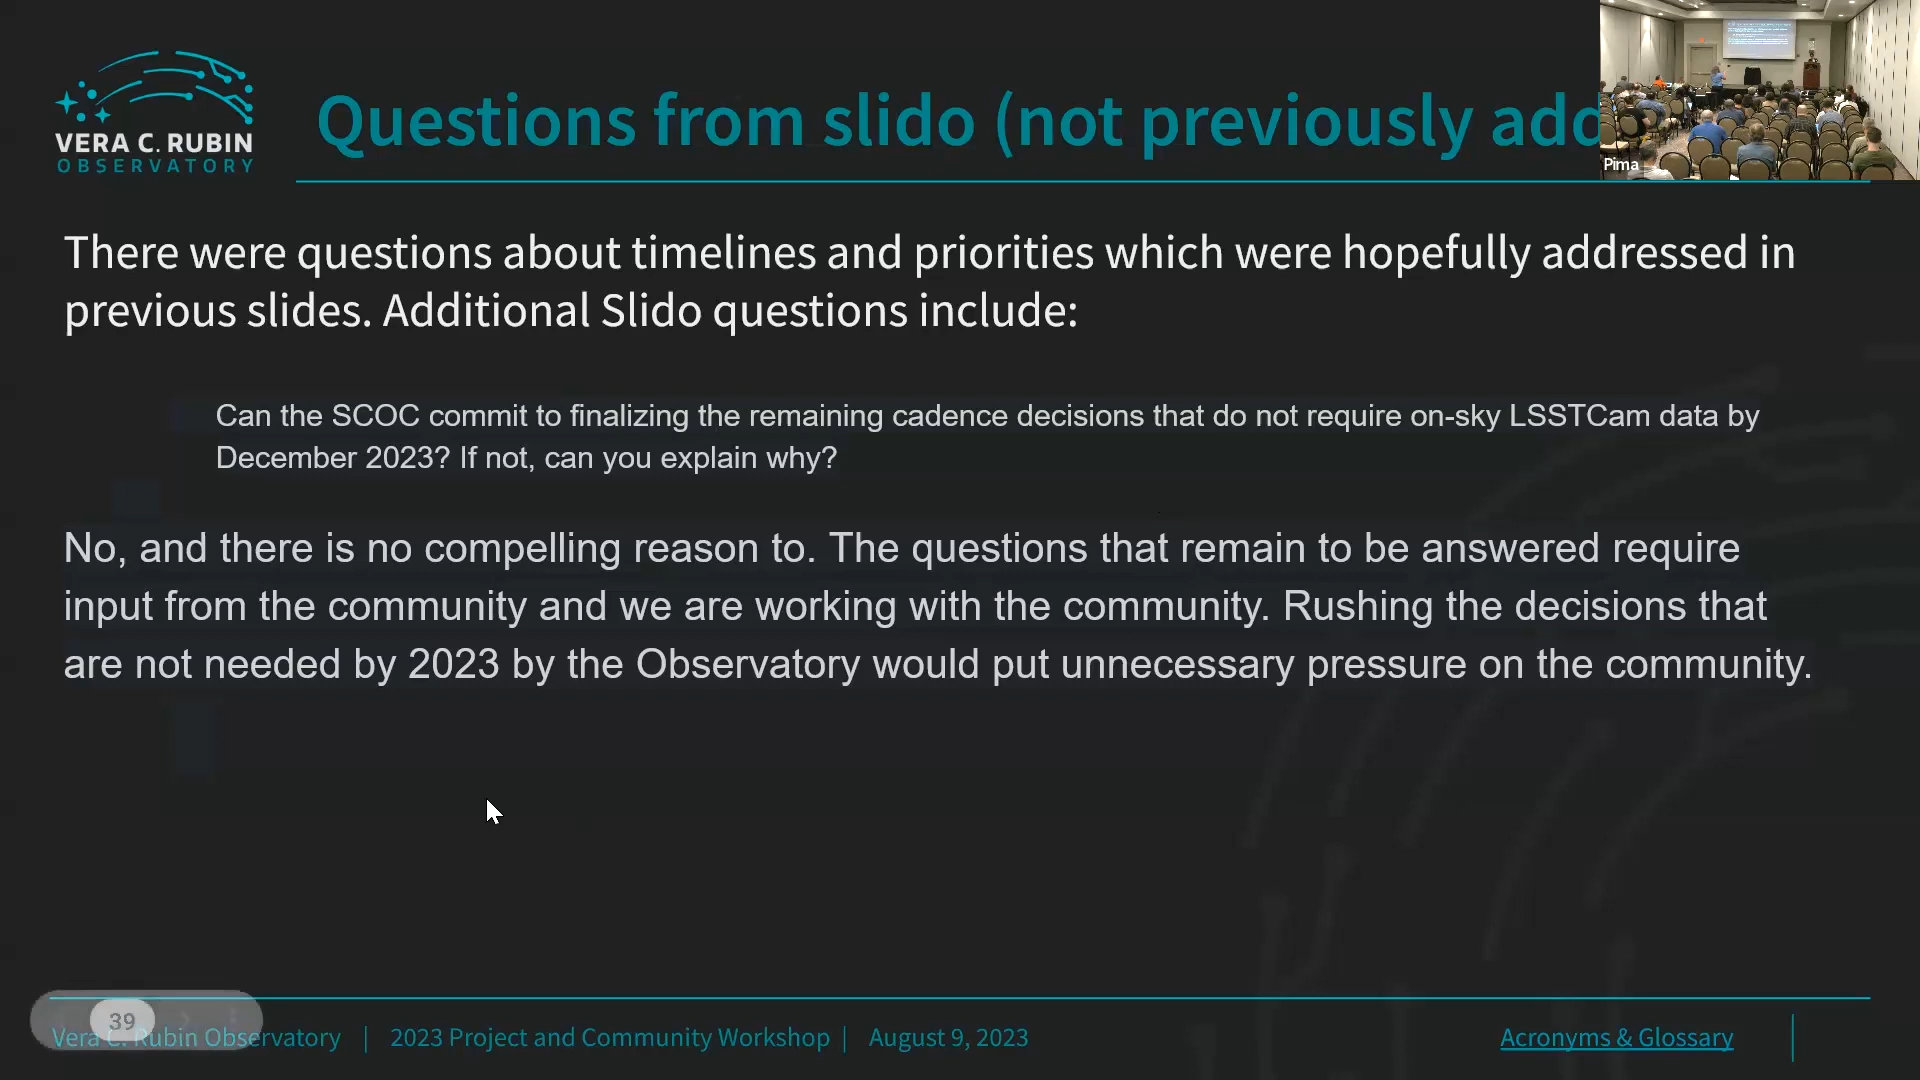 VERA C. RUBIN
OBSERVATORY
Questions from slido (not previously add
Pima
There were questions about timelines and priorities which were hopefully addressed in
previous slides. Additional Slido questions include:
Can the SCOC commit to finalizing the remaining cadence decisions that do not require on-sky LSSTCam data by
December 2023? If not, can you explain why?
No, and there is no compelling reason to. The questions that remain to be answered require
input from the community and we are working with the community. Rushing the decisions that
are not needed by 2023 by the Observatory would put unnecessary pressure on the community.
39
Vera C. Rubin Observatory | 2023 Project and Community Workshop | August 9, 2023
Acronyms & Glossary